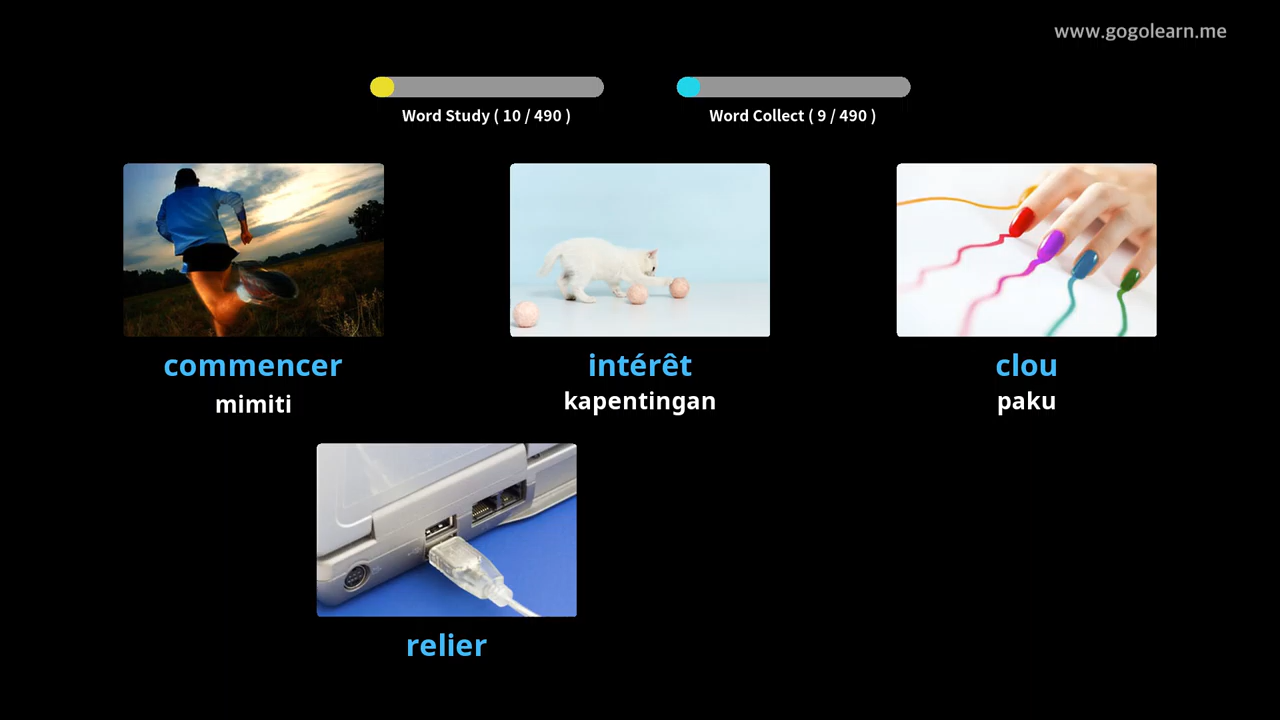 www.gogolearn.me
Word Study ( 10 / 490 )
Word Collect ( 9 / 490 )
commencer
mimiti
intérêt
kapentingan
clou
paku
relier